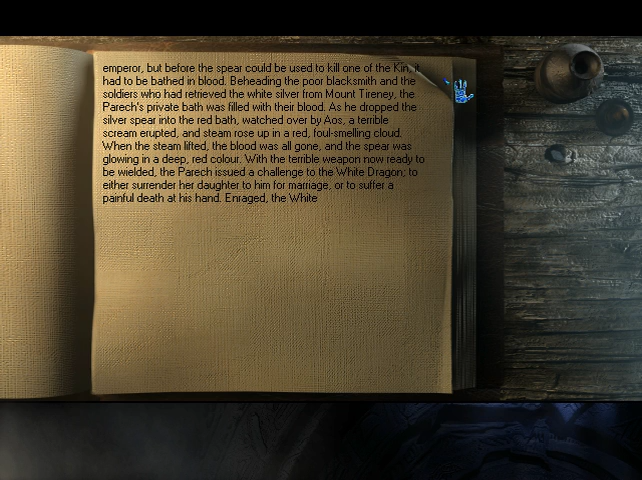 emperor, but before the spear could be used to kill one of the Kin, it
had to be bathed in blood. Beheading the poor blacksmith and the
soldiers who had retrieved the white silver from Mount Tireney, the
Parech's private bath was filled with their blood. As he dropped the
silver spear into the red bath, watched over by Aos, a terrible
scream erupted, and steam rose up in a red, foul-smelling cloud.
When the steam lifted, the blood was all gone, and the spear was
glowing in a deep, red colour. With the terrible weapon now ready to
be wielded, the Parech issued a challenge to the White Dragon; to
either surrender her daughter to him for marriage, or to suffer a
painful death at his hand. Enraged, the White